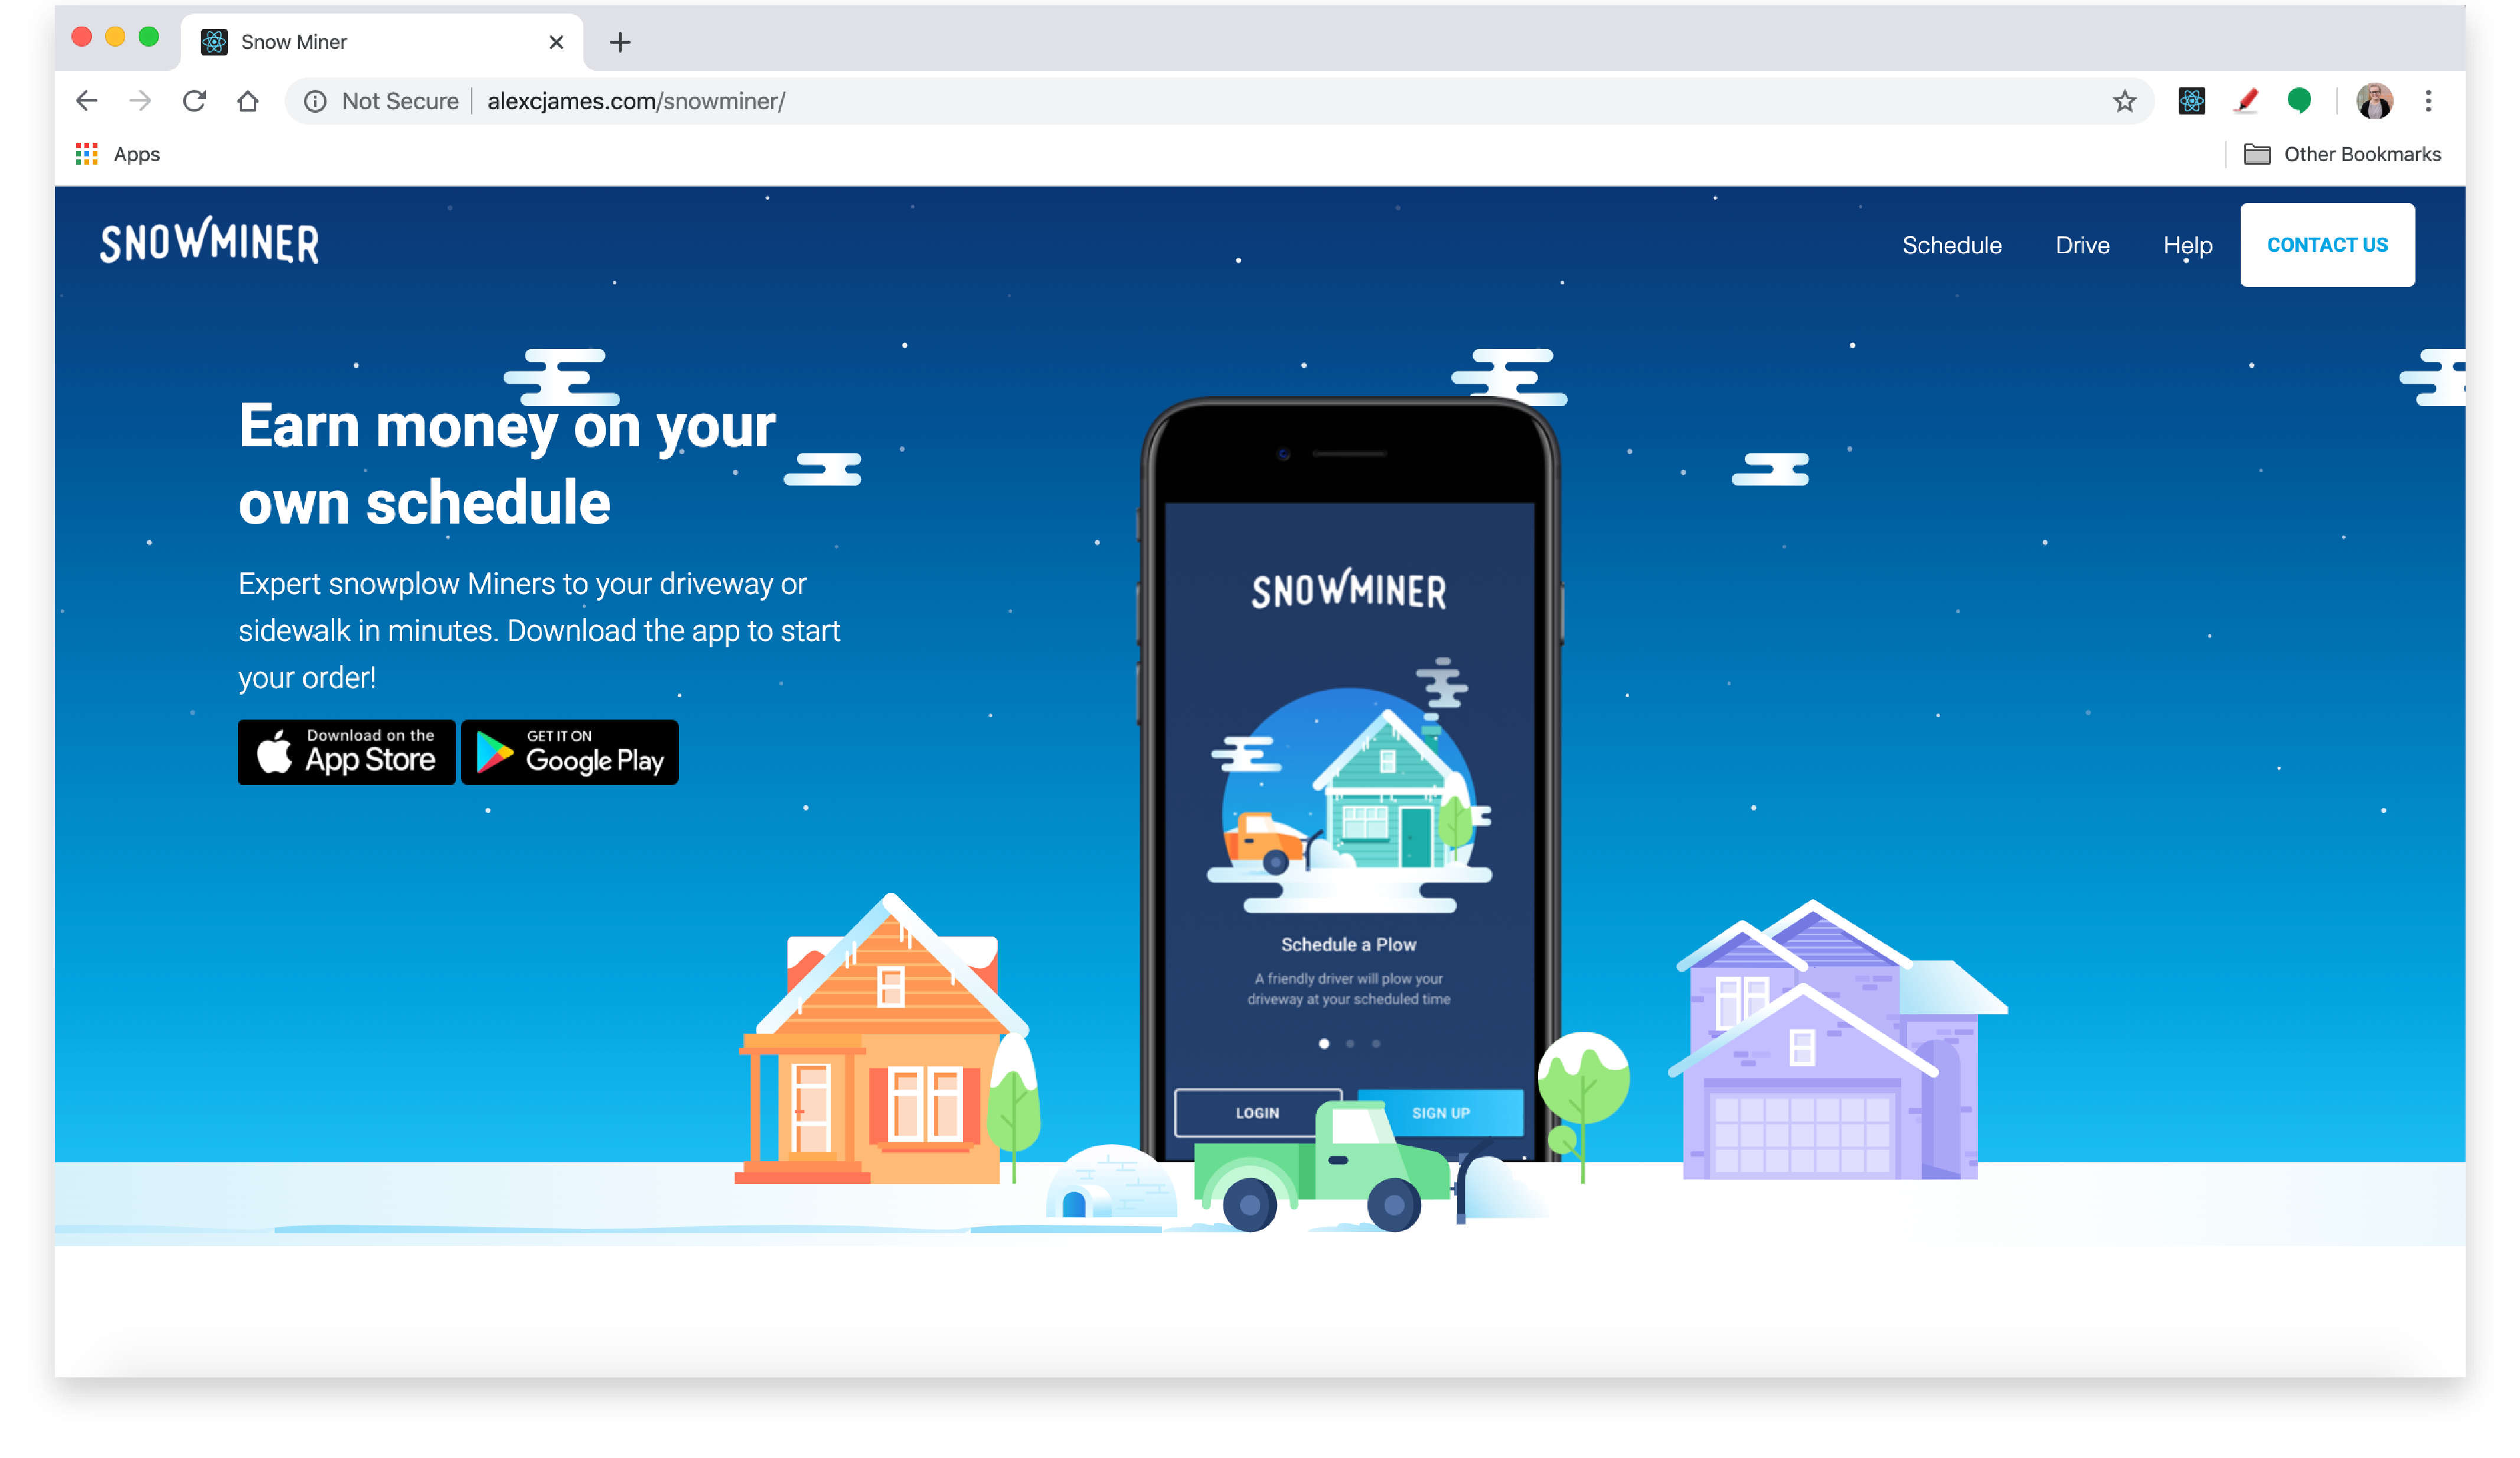 Snow Miner
Not Secure
alexcjames.com/snowminer/
Apps
Other Bookmarks
SNOWMINER
Schedule
Drive
Help
CONTACT US
Earn money on your
own schedule
Expert snowplow Miners to your driveway or
sidewalk in minutes. Download the app to start
your order!
Download on the
App Store
GET IT ON
Google Play
SNOWMINER
Schedule a Plow
A friendly driver will plow your
driveway at your scheduled time
LOGIN
SIGN UP